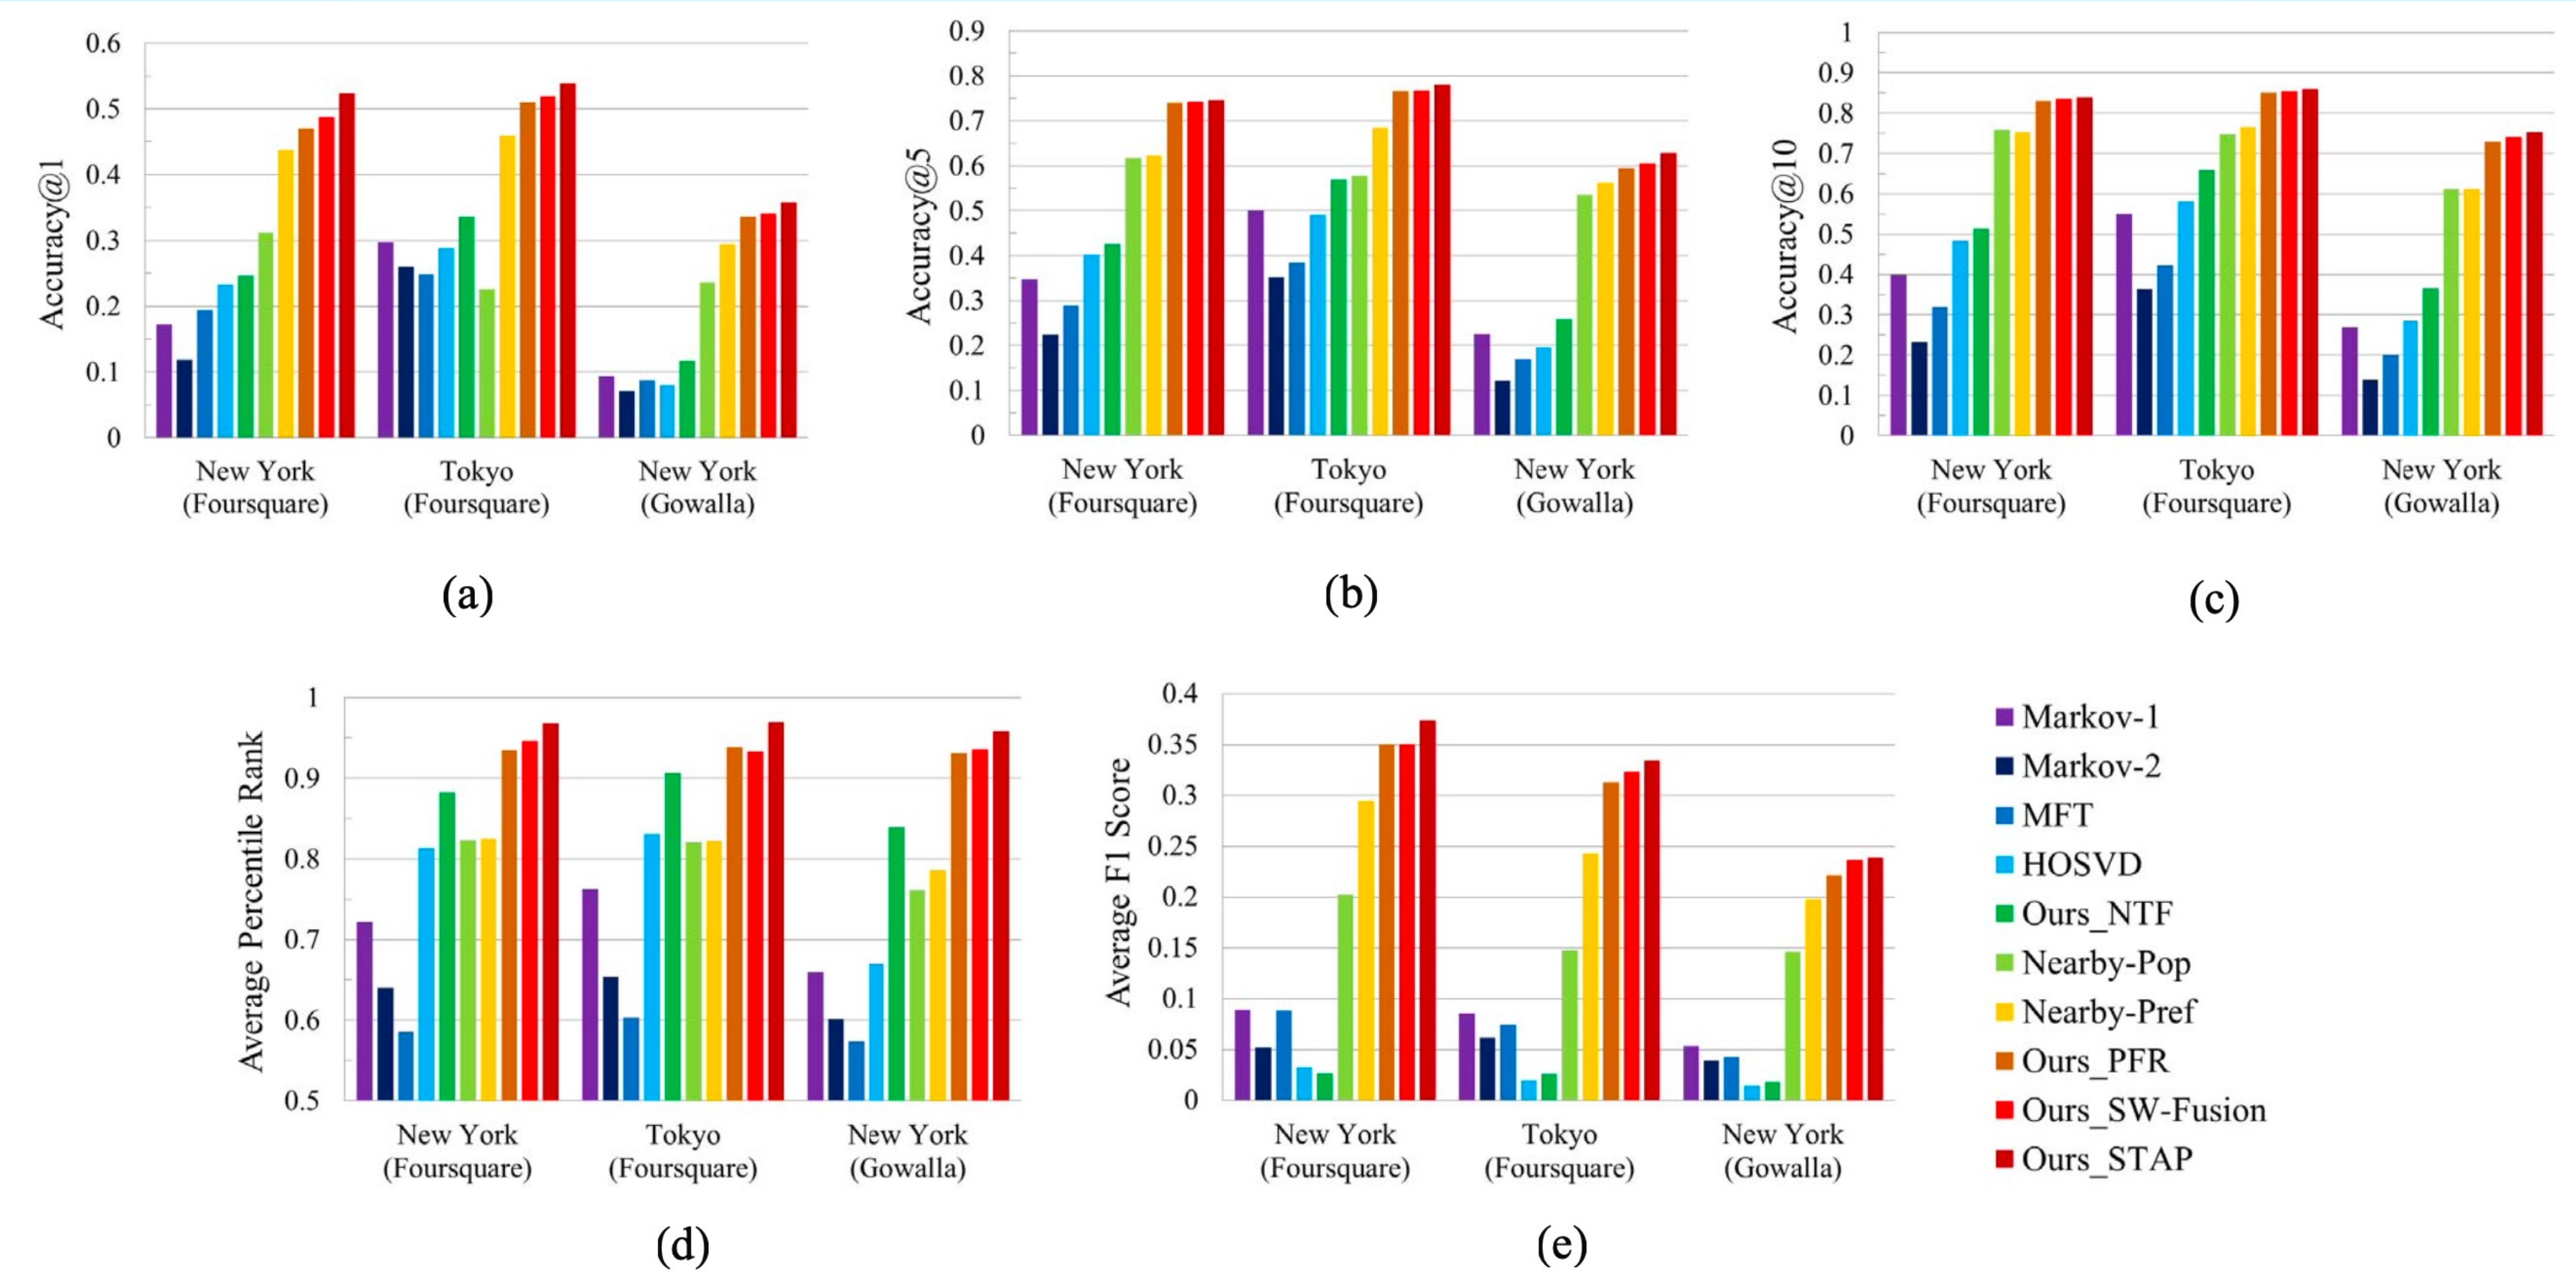 0.6
0.5
0.4
0.3
0.2
0.1
0
Accuracy@1
New York
(Foursquare)
Tokyo
(Foursquare)
New York
(Gowalla)
(a)
0.9
0.8
0.7
0.6
0.5
0.4
0.3
0.2
0.1
0
Accuracy@5
New York
(Foursquare)
Tokyo
(Foursquare)
New York
(Gowalla)
(b)
1
0.9
0.8
0.7
0.6
0.5
0.4
0.3
0.2
0.1
0
Accuracy@10
New York
(Foursquare)
Tokyo
(Foursquare)
New York
(Gowalla)
(c)
1
0.9
0.8
0.7
0.6
0.5
Average Percentile Rank
New York
(Foursquare)
Tokyo
(Foursquare)
New York
(Gowalla)
(d)
0.4
0.35
0.3
0.25
0.2
0.15
0.1
0.05
0
Average F1 Score
New York
(Foursquare)
Tokyo
(Foursquare)
New York
(Gowalla)
(e)
Markov-1
Markov-2
MFT
HOSVD
Ours_NTF
Nearby-Pop
Nearby-Pref
Ours_PFR
Ours_SW-Fusion
Ours_STAP